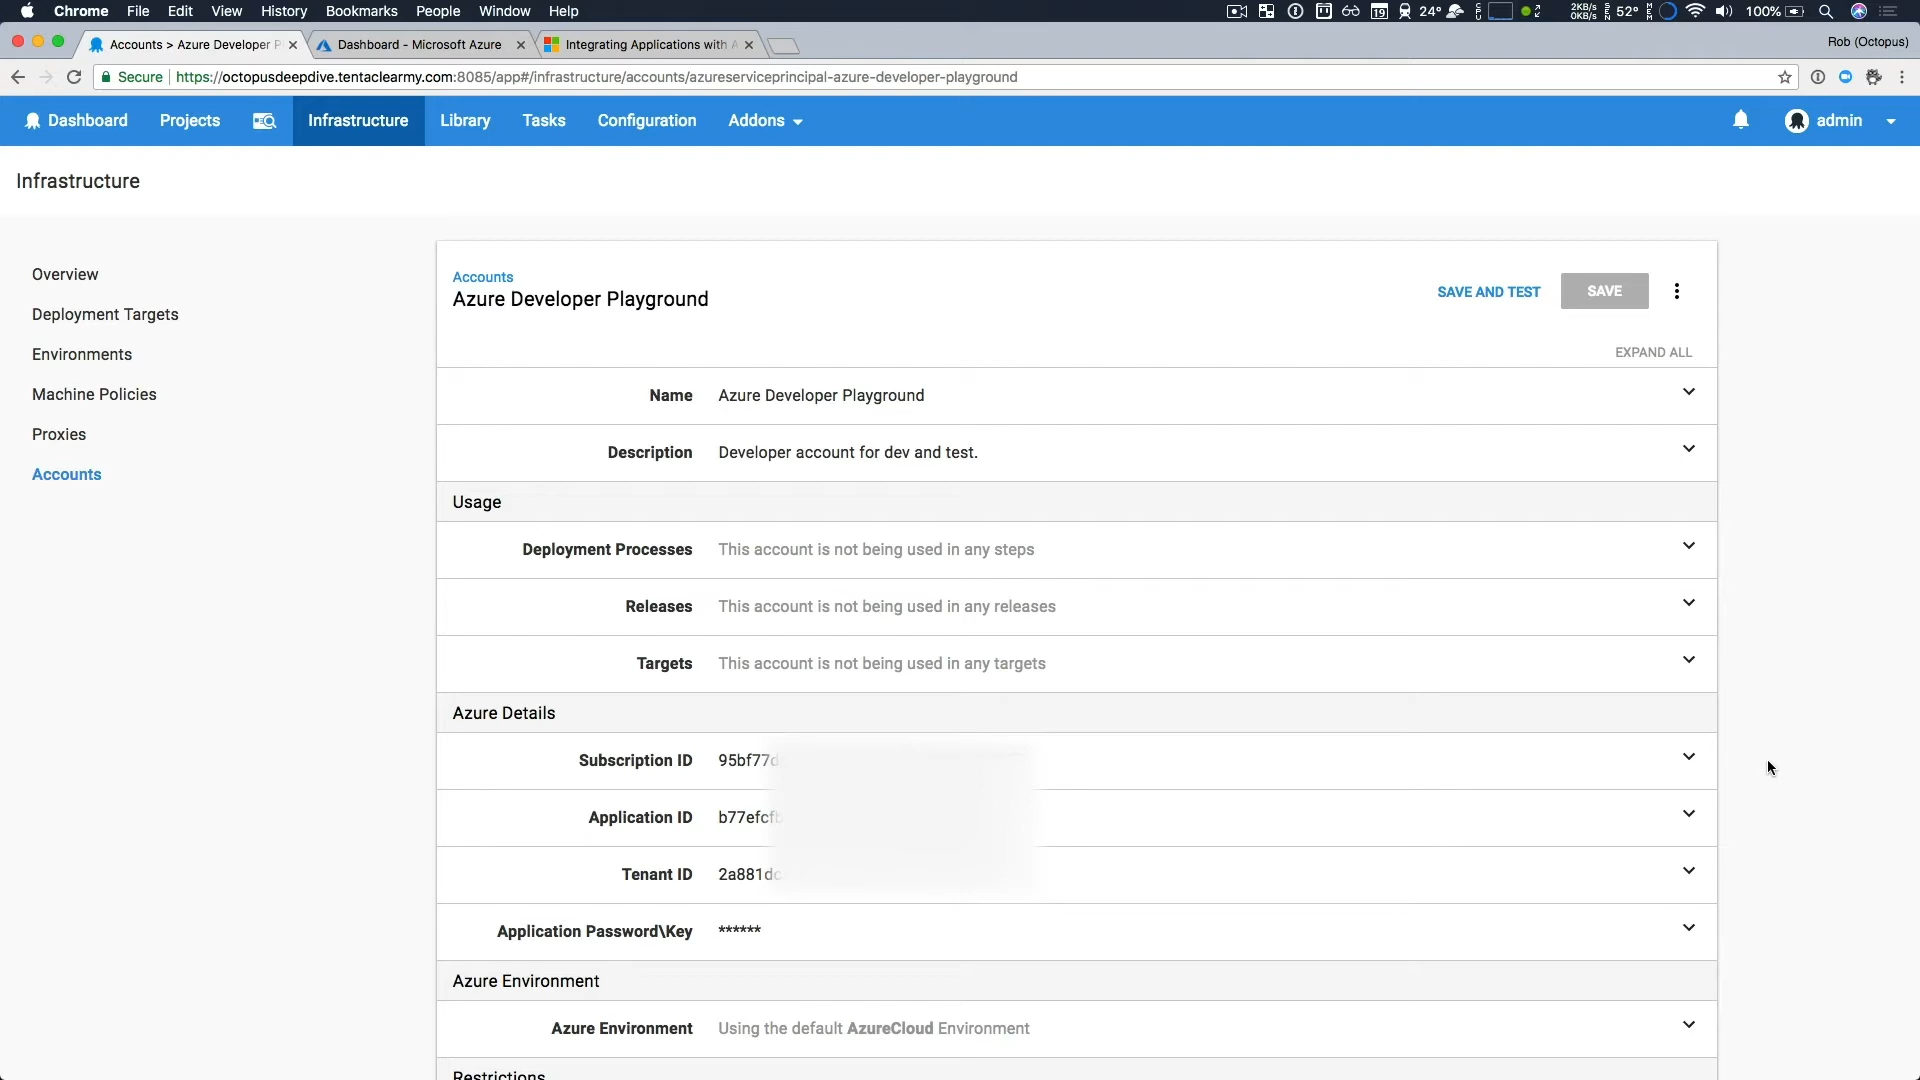 Chrome File Edit View History Bookmarks People Window Help 19 24° 2KB/s 0KB/s 52° 100%
Accounts > Azure Developer P Dashboard - Microsoft Azure Integrating Applications with A Rob (Octopus)
Secure https://octopusdeepdive.tentaclearmy.com:8085/app#/infrastructure/accounts/azureserviceprincipal-azure-developer-playground
Dashboard Projects Infrastructure Library Tasks Configuration Addons admin
Infrastructure
Overview
Deployment Targets
Environments
Machine Policies
Proxies
Accounts
Accounts
Azure Developer Playground
SAVE AND TEST SAVE
EXPAND ALL
Name Azure Developer Playground
Description Developer account for dev and test.
Usage
Deployment Processes This account is not being used in any steps
Releases This account is not being used in any releases
Targets This account is not being used in any targets
Azure Details
Subscription ID 95bf77d
Application ID b77efcfb
Tenant ID 2a881dc
Application Password\Key ******
Azure Environment
Azure Environment Using the default AzureCloud Environment
Restrictions